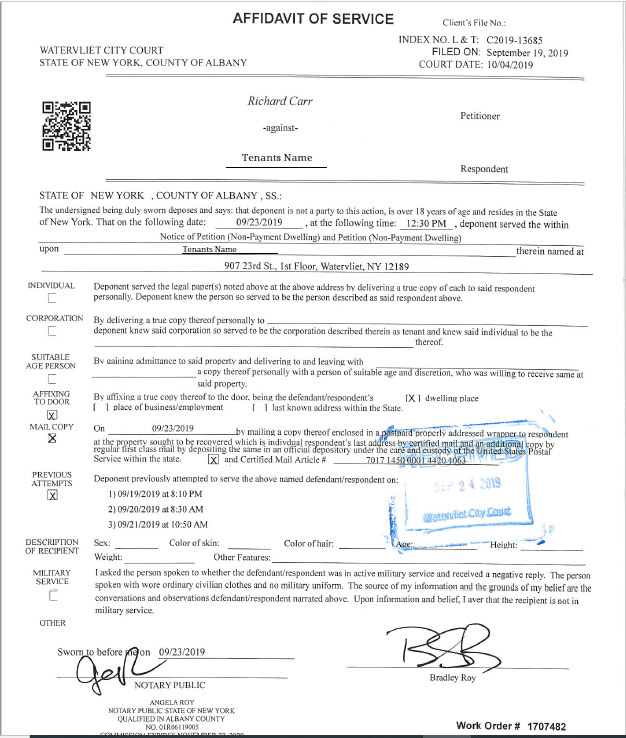 AFFIDAVIT OF SERVICE
Client's File No.:
INDEX NO. L & T: C2019-13685
WATERVLIET CITY COURT
FILED ON: September 19, 2019
STATE OF NEW YORK, COUNTY OF ALBANY
COURT DATE: 10/04/2019
Richard Carr
Petitioner
-against-
Tenants Name
Respondent
STATE OF NEW YORK , COUNTY OF ALBANY , SS.:
The undersigned being duly sworn deposes and says: that deponent is not a party to this action, is over 18 years of age and resides in the State
of New York. That on the following date: 09/23/2019 , at the following time: 12:30 PM , deponent served the within
Notice of Petition (Non-Payment Dwelling) and Petition (Non-Payment Dwelling)
upon Tenants Name therein named at
907 23rd St., 1st Floor, Watervliet, NY 12189
INDIVIDUAL Deponent served the legal paper(s) noted above at the above address by delivering a true copy of each to said respondent
personally. Deponent knew the person so served to be the person described as said respondent above.
CORPORATION By delivering a true copy thereof personally to
deponent knew said corporation so served to be the corporation described therein as tenant and knew said individual to be the
thereof.
SUITABLE AGE PERSON By gaining admittance to said property and delivering to and leaving with
a copy thereof personally with a person of suitable age and discretion, who was willing to receive same at
said property.
AFFIXING TO DOOR X By affixing a true copy thereof to the door, being the defendant/respondent's [X ] dwelling place
[ ] place of business/employment [ ] last known address within the State.
MAIL COPY X On 09/23/2019 by mailing a copy thereof enclosed in a postpaid properly addressed wrapper to respondent
at the property sought to be recovered which is indivdual respondent's last address by certified mail and an additional copy by
regular first class mail by depositing the same in an official depository under the care and custody of the United States Postal
Service within the state. X and Certified Mail Article # 7017 1450 0001 4420 4063
PREVIOUS ATTEMPTS X Deponent previously attempted to serve the above named defendant/respondent on:
1) 09/19/2019 at 8:10 PM
2) 09/20/2019 at 8:30 AM
3) 09/21/2019 at 10:50 AM
SEP 24 2019
Watervliet City Court
DESCRIPTION OF RECIPIENT Sex: Color of skin: Color of hair: Age: Height:
Weight: Other Features:
MILITARY SERVICE I asked the person spoken to whether the defendant/respondent was in active military service and received a negative reply. The person
spoken with wore ordinary civilian clothes and no military uniform. The source of my information and the grounds of my belief are the
conversations and observations defendant/respondent narrated above. Upon information and belief, I aver that the recipient is not in
military service.
OTHER
Sworn to before me on 09/23/2019
NOTARY PUBLIC
Bradley Roy
ANGELA ROY
NOTARY PUBLIC STATE OF NEW YORK
QUALIFIED IN ALBANY COUNTY
NO. 01R06119005
COMMISSION EXPIRES NOVEMBER
Work Order # 1707482